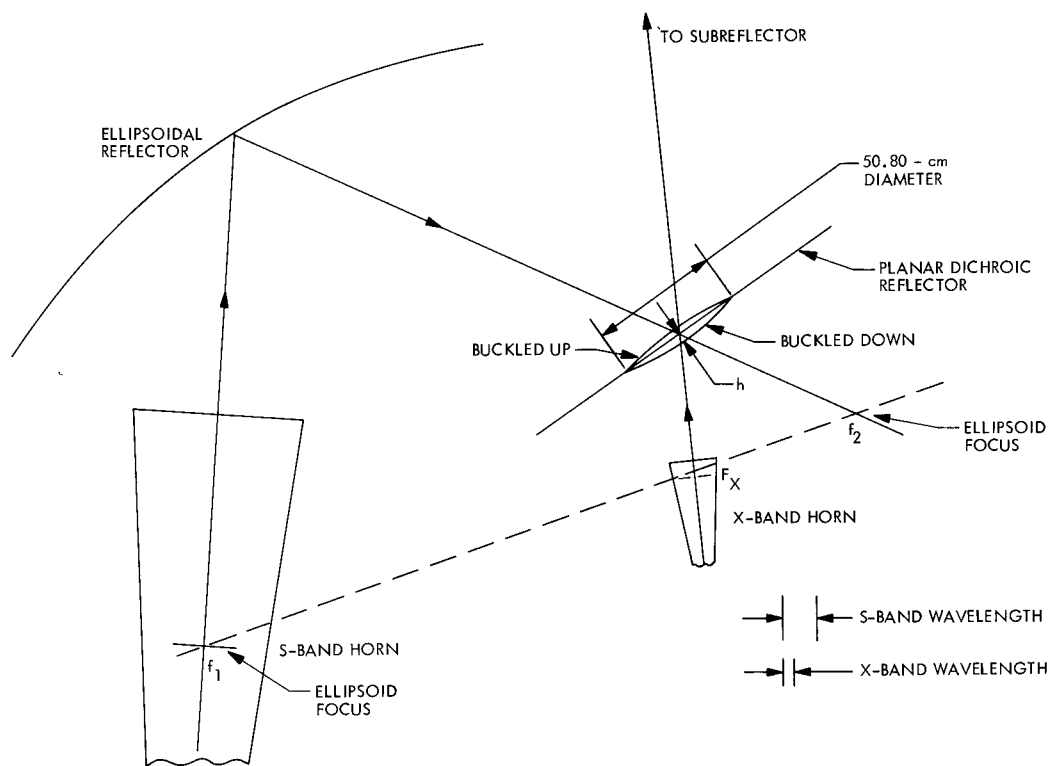 TO SUBREFLECTOR
ELLIPSOIDAL
REFLECTOR
50.80 - cm
DIAMETER
PLANAR DICHROIC
REFLECTOR
BUCKLED UP
BUCKLED DOWN
h
f2
ELLIPSOID
FOCUS
FX
X-BAND HORN
S-BAND WAVELENGTH
X-BAND WAVELENGTH
S-BAND HORN
f1
ELLIPSOID
FOCUS